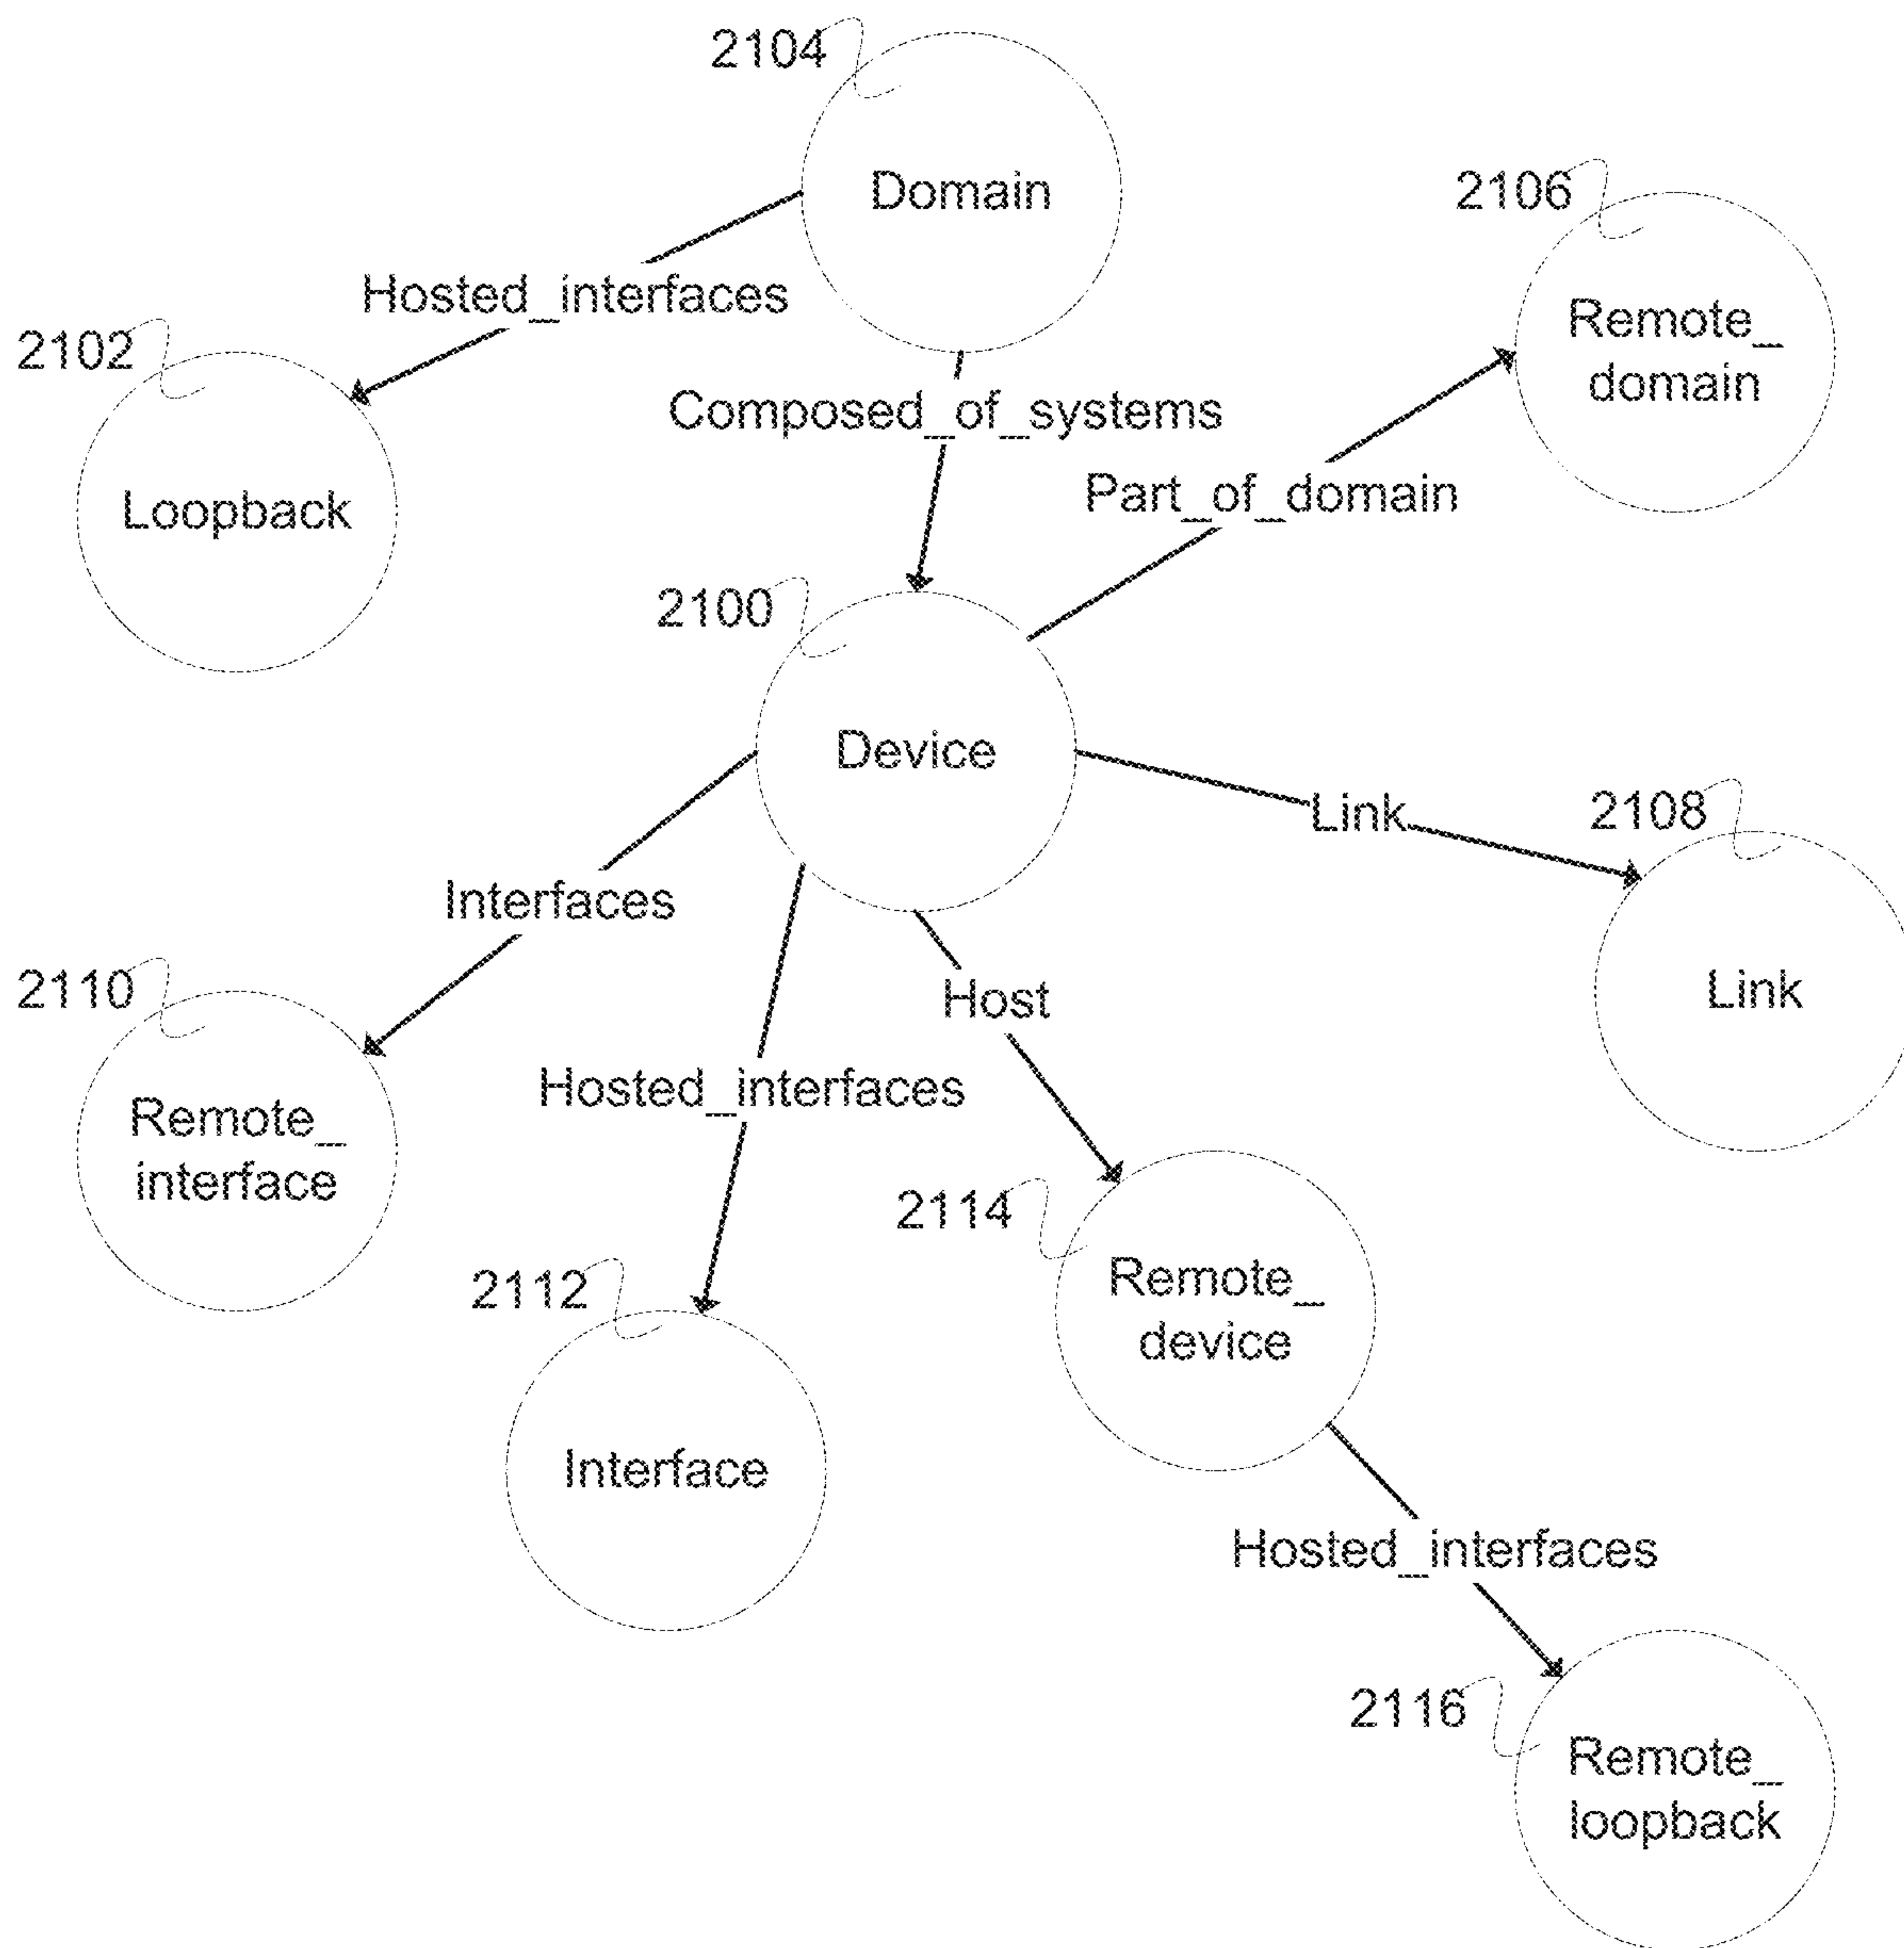 2104
Domain
2106
Remote_
domain
Hosted_interfaces
2102
Loopback
Composed_of_systems
Part_of_domain
2100
Device
Link
2108
Link
Interfaces
2110
Remote_
interface
Host
Hosted_interfaces
2114
Remote_
device
2112
Interface
Hosted_interfaces
2116
Remote_
loopback